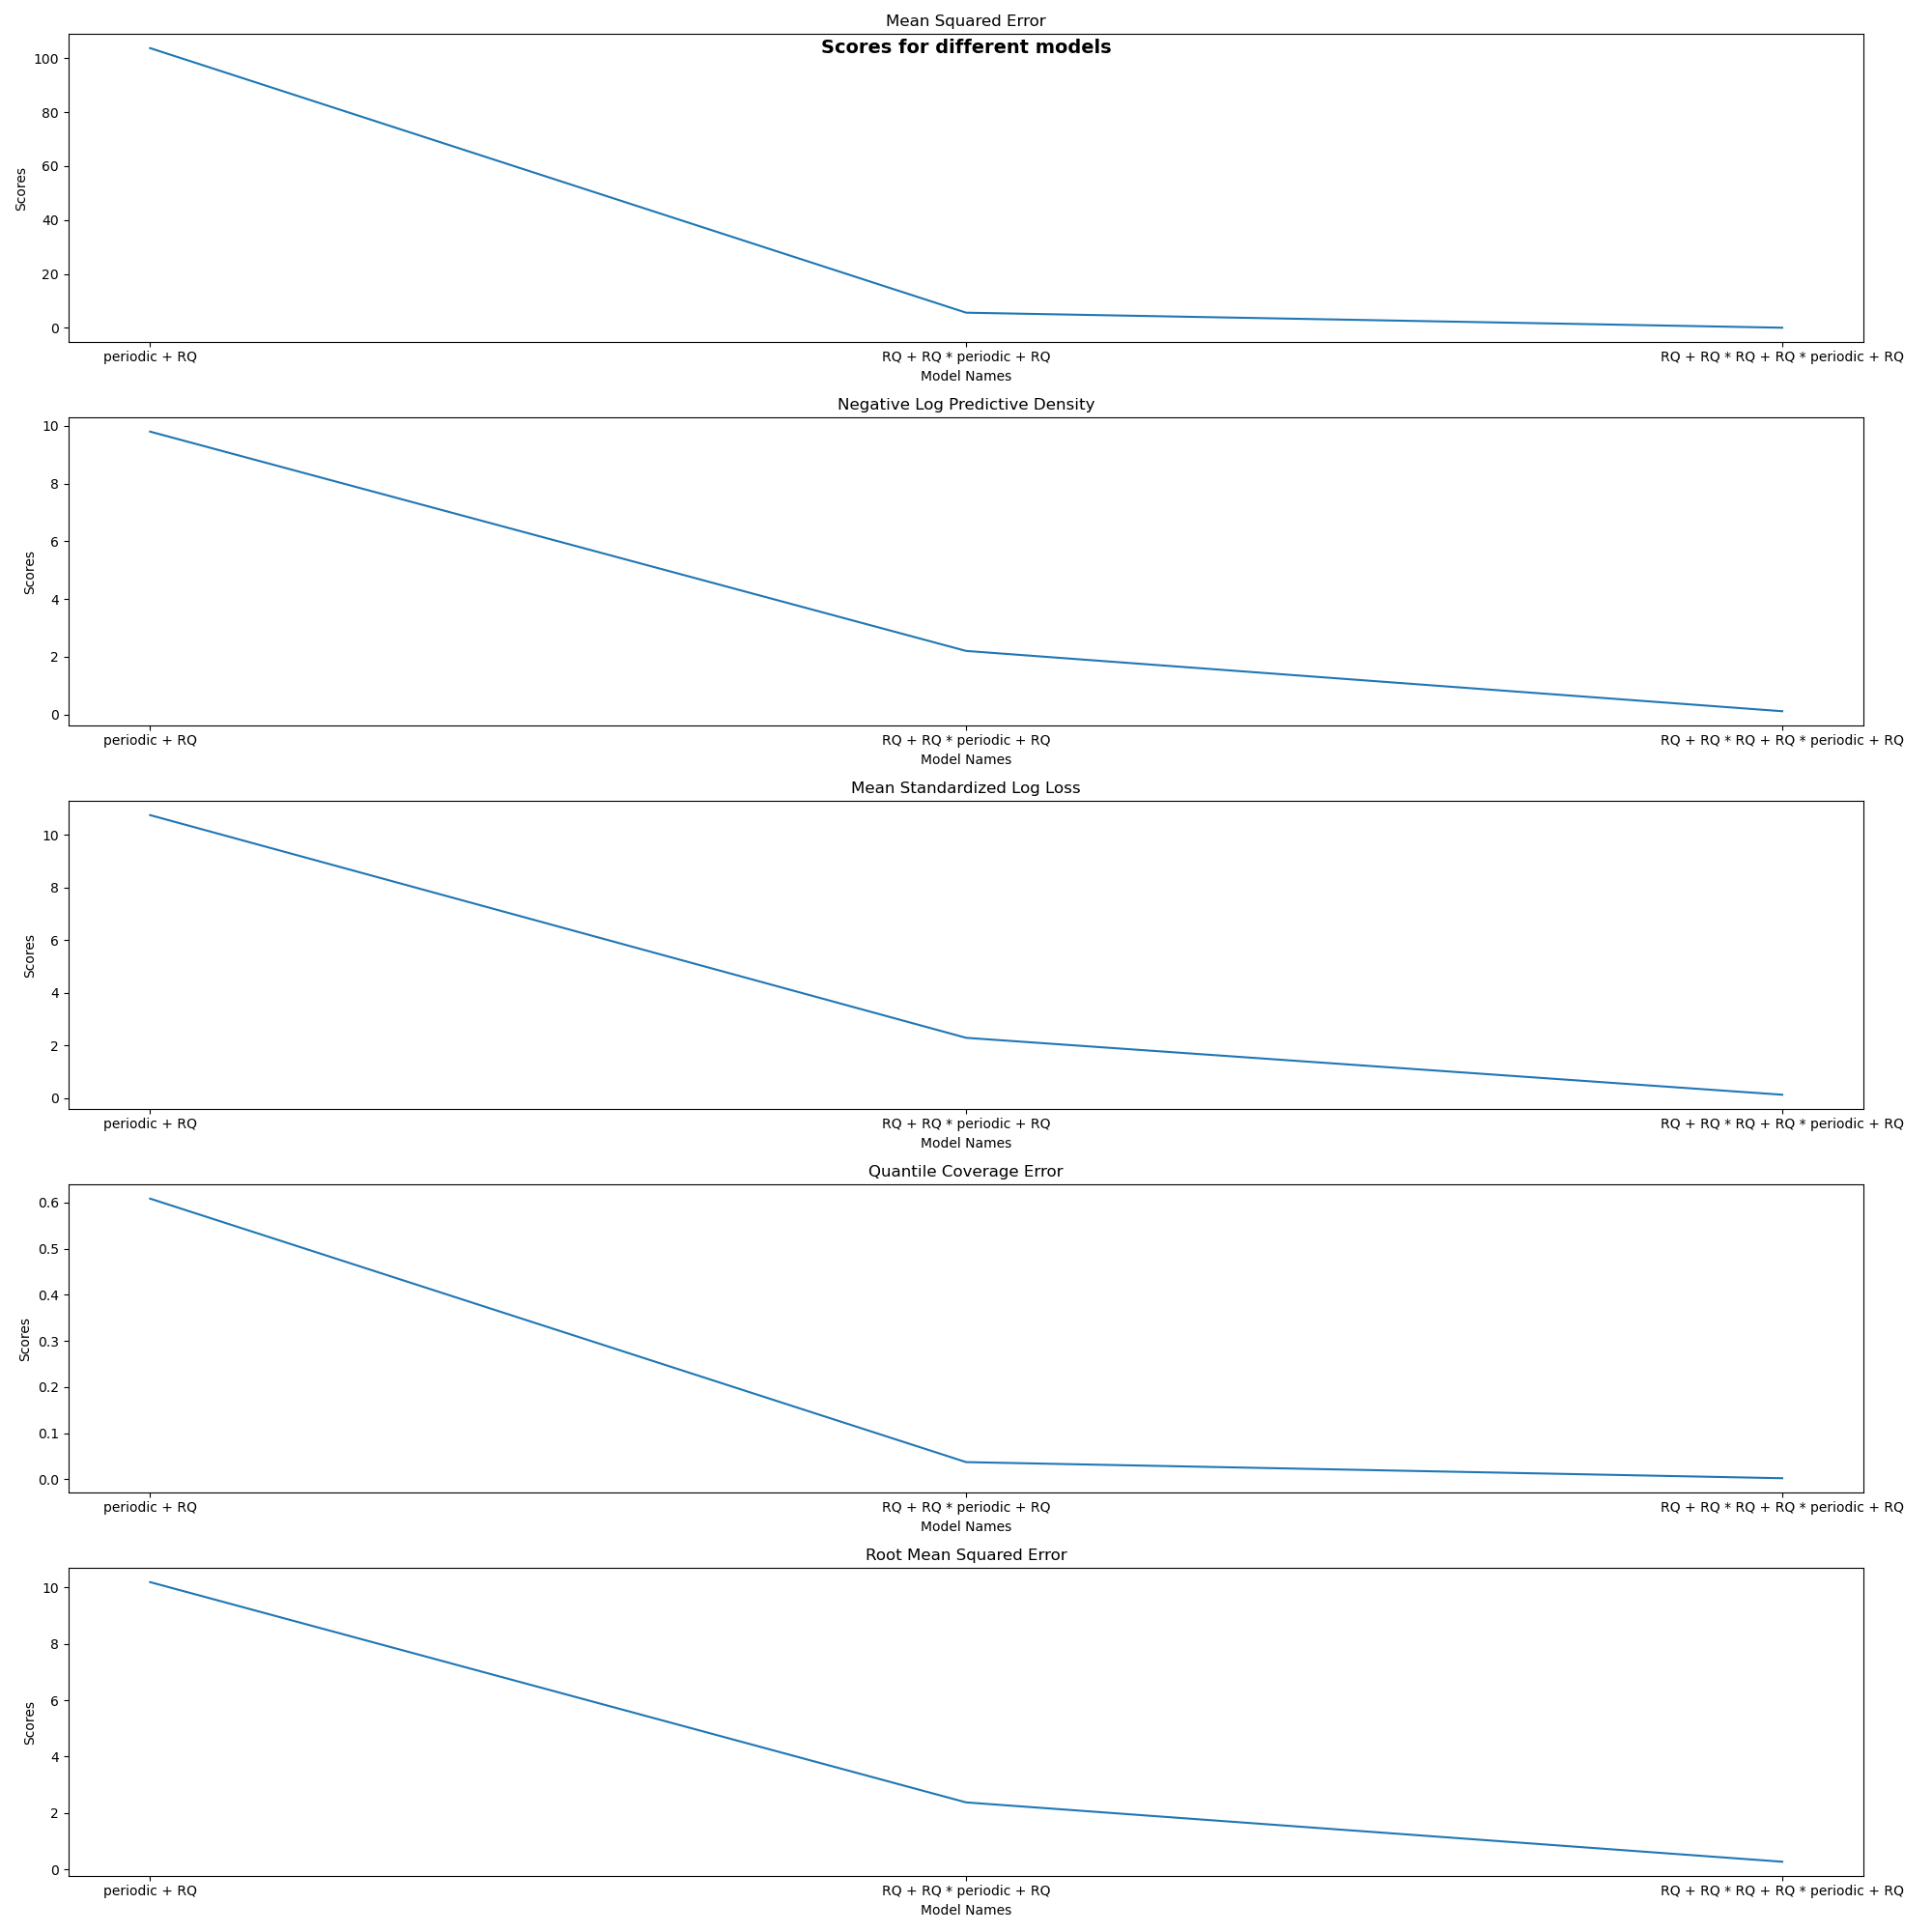 Mean Squared Error
Scores for different models
100
80
60
40
20
0
Scores
periodic + RQ
RQ + RQ * periodic + RQ
RQ + RQ * RQ + RQ * periodic + RQ
Model Names
Negative Log Predictive Density
10
8
6
4
2
0
Scores
periodic + RQ
RQ + RQ * periodic + RQ
RQ + RQ * RQ + RQ * periodic + RQ
Model Names
Mean Standardized Log Loss
10
8
6
4
2
0
Scores
periodic + RQ
RQ + RQ * periodic + RQ
RQ + RQ * RQ + RQ * periodic + RQ
Model Names
Quantile Coverage Error
0.6
0.5
0.4
0.3
0.2
0.1
0.0
Scores
periodic + RQ
RQ + RQ * periodic + RQ
RQ + RQ * RQ + RQ * periodic + RQ
Model Names
Root Mean Squared Error
10
8
6
4
2
0
Scores
periodic + RQ
RQ + RQ * periodic + RQ
RQ + RQ * RQ + RQ * periodic + RQ
Model Names